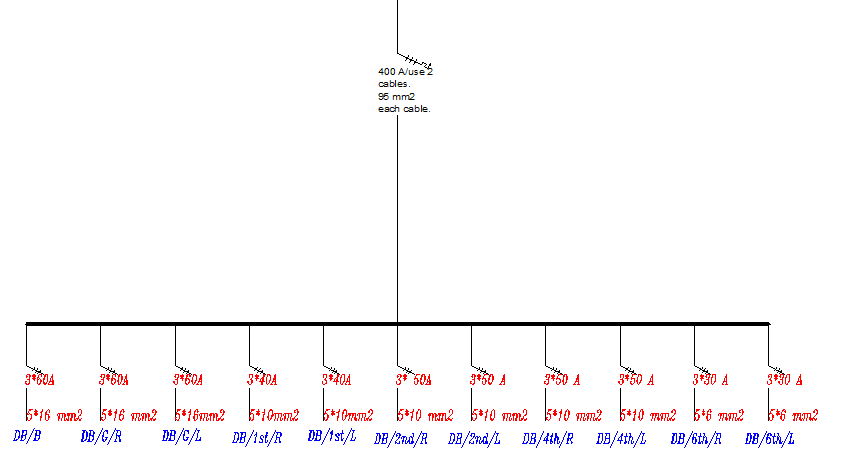 400 A/use 2
cables.
95 mm2
each cable.
3*60A 3*60A 3*60A 3*40A 3*40A 3* 50A 3*50 A 3*50 A 3*50 A 3*30 A 3*30 A
5*16 mm2 5*16 mm2 5*16mm2 5*10mm2 5*10mm2 5*10 mm2 5*10 mm2 5*10 mm2 5*10 mm2 5*6 mm2 5*6 mm2
DB/B DB/G/R DB/G/L DB/1st/R DB/1st/L DB/2nd/R DB/2nd/L DB/4th/R DB/4th/L DB/6th/R DB/6th/L